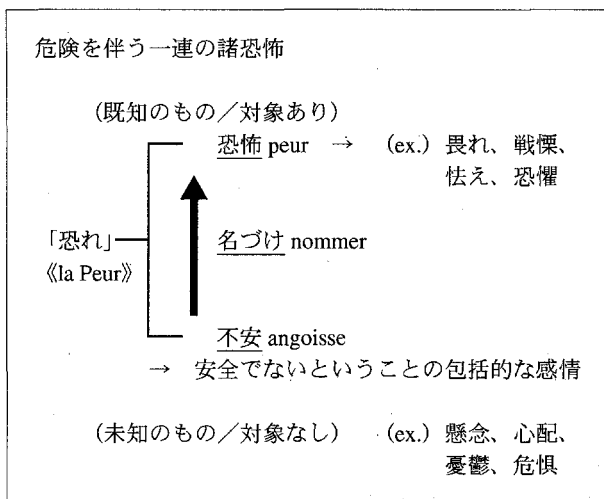 危険を伴う一連の諸恐怖
(既知のもの／対象あり)
恐怖 peur → (ex.) 畏れ、戦慄、
怯え、恐懼
「恐れ」
《la Peur》
名づけ nommer
不安 angoisse
→ 安全でないということの包括的な感情
(未知のもの／対象なし) (ex.) 懸念、心配、
憂鬱、危惧